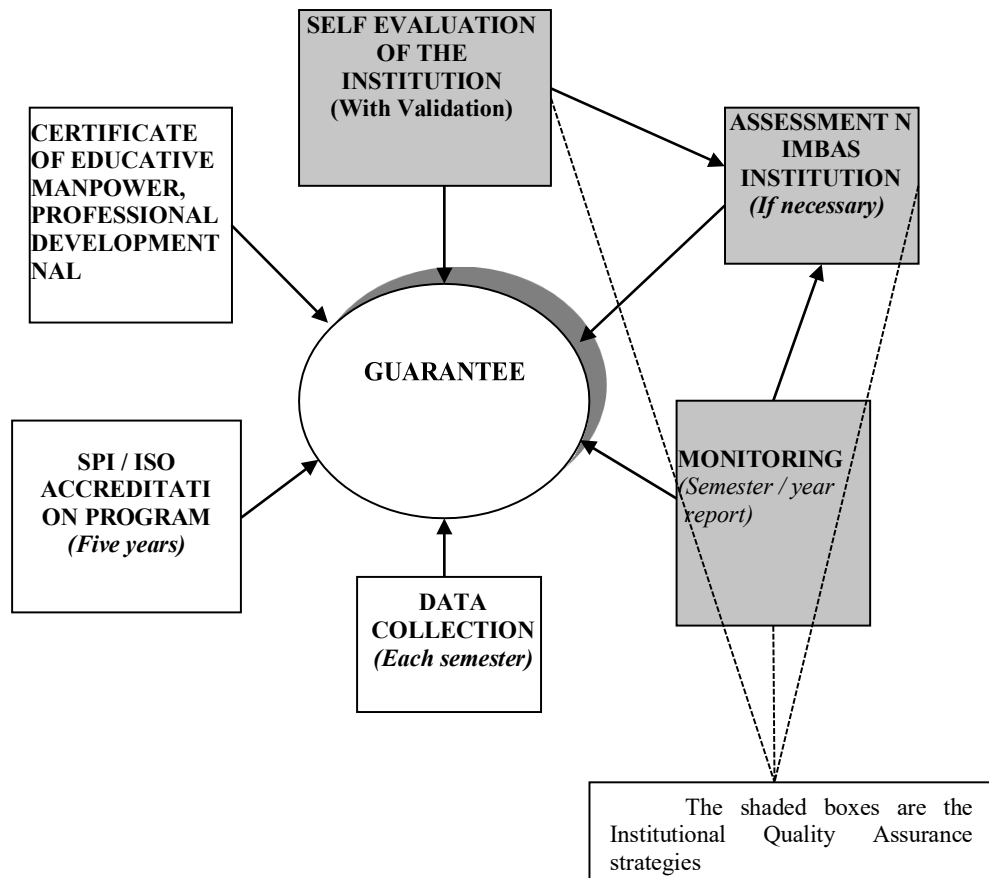 SELF EVALUATION
OF THE
INSTITUTION
(With Validation)
CERTIFICATE
OF EDUCATIVE
MANPOWER,
PROFESSIONAL
DEVELOPMENT
NAL
ASSESSMENT N
IMBAS
INSTITUTION
(If necessary)
GUARANTEE
SPI / ISO
ACCREDITATI
ON PROGRAM
(Five years)
MONITORING
(Semester / year
report)
DATA
COLLECTION
(Each semester)
The shaded boxes are the
Institutional Quality Assurance
strategies